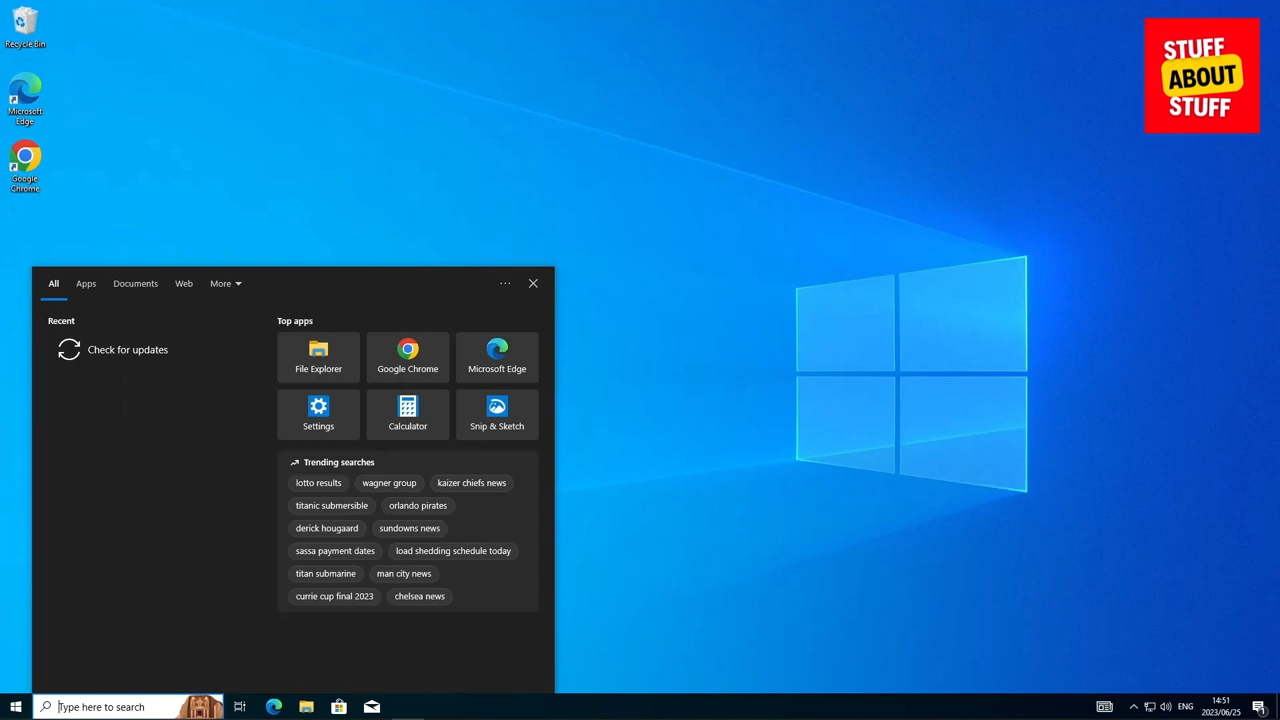 Recycle Bin
Microsoft
Edge
Google
Chrome
STUFF
ABOUT
STUFF
All Apps Documents Web More
Recent
Check for updates
Top apps
File Explorer Google Chrome Microsoft Edge
Settings Calculator Snip & Sketch
Trending searches
lotto results wagner group kaizer chiefs news
titanic submersible orlando pirates
derick hougaard sundowns news
sassa payment dates load shedding schedule today
titan submarine man city news
currie cup final 2023 chelsea news
Type here to search
ENG
14:51
2023/06/25
1